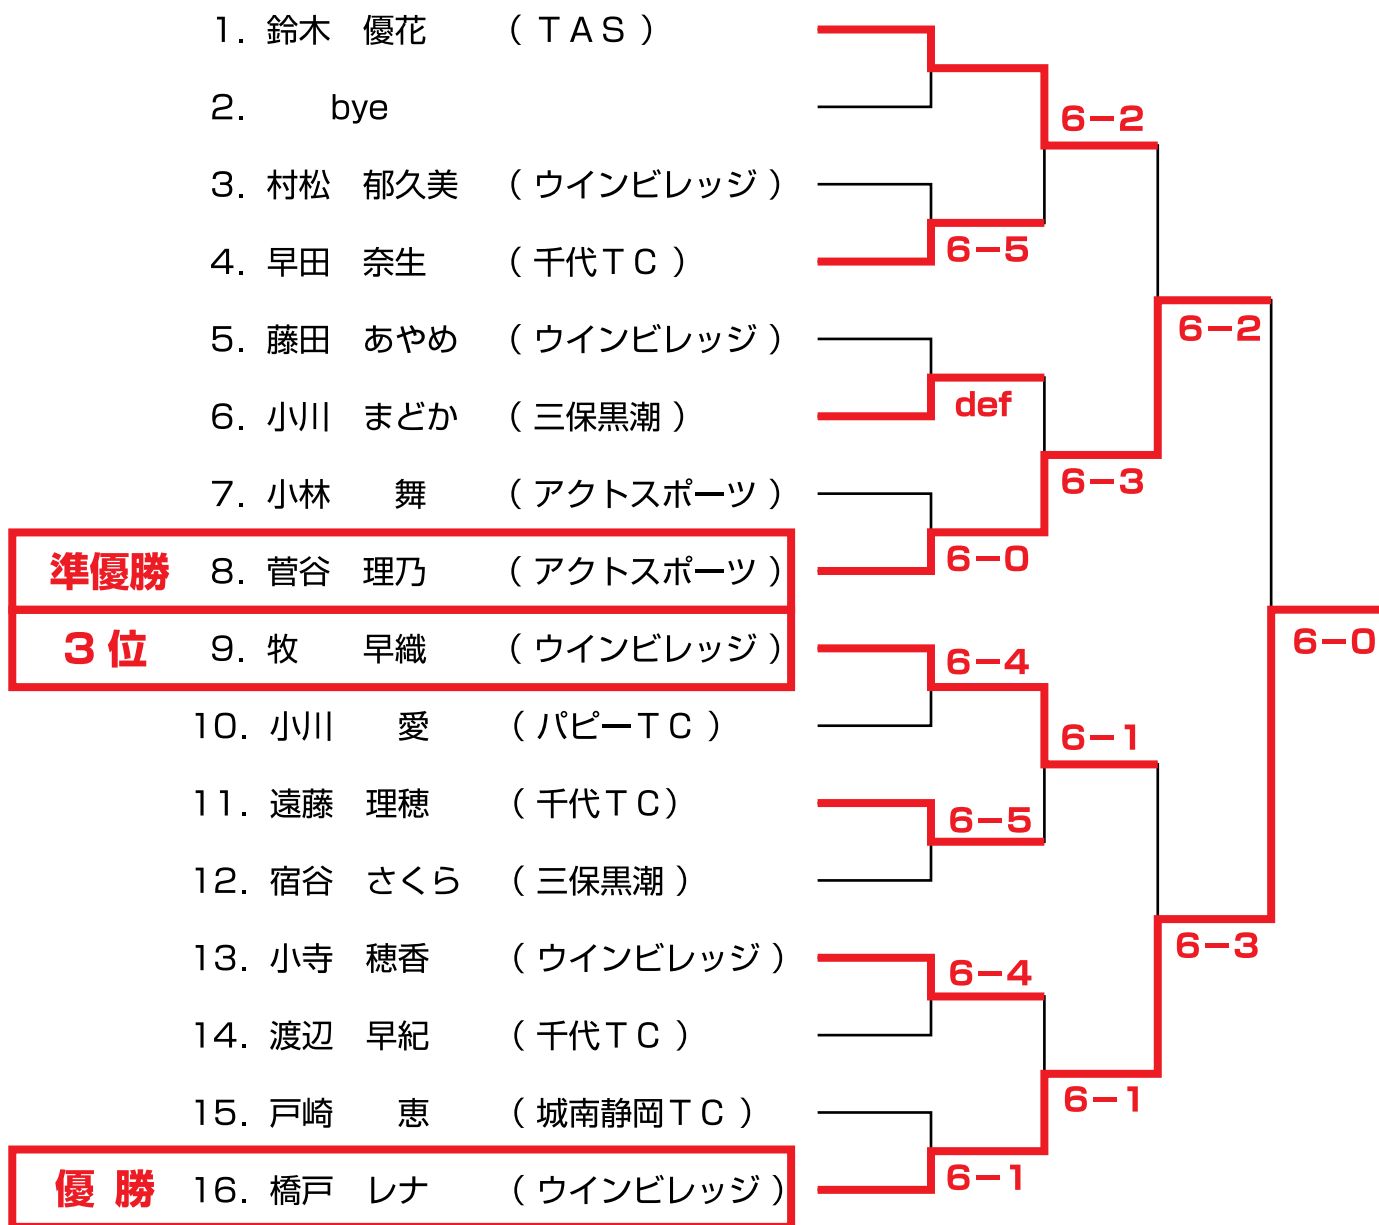 1. 鈴木 優花 （ＴＡＳ）
2. bye
6-2
3. 村松 郁久美 （ウインビレッジ）
6-5
4. 早田 奈生 （千代ＴＣ）
5. 藤田 あやめ （ウインビレッジ）
6-2
6. 小川 まどか （三保黒潮）
def
7. 小林 舞 （アクトスポーツ）
6-3
準優勝 8. 菅谷 理乃 （アクトスポーツ）
6-0
3位 9. 牧 早織 （ウインビレッジ）
6-4
6-0
10. 小川 愛 （パピーＴＣ）
6-1
11. 遠藤 理穂 （千代ＴＣ）
6-5
12. 宿谷 さくら （三保黒潮）
13. 小寺 穂香 （ウインビレッジ）
6-4
6-3
14. 渡辺 早紀 （千代ＴＣ）
15. 戸崎 恵 （城南静岡ＴＣ）
6-1
優勝 16. 橋戸 レナ （ウインビレッジ）
6-1